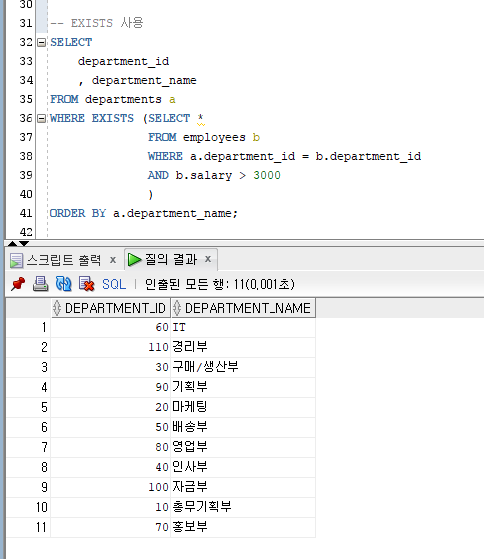 30
31 -- EXISTS 사용
32 SELECT
33 department_id
34 , department_name
35 FROM departments a
36 WHERE EXISTS (SELECT *
37 FROM employees b
38 WHERE a.department_id = b.department_id
39 AND b.salary > 3000
40 )
41 ORDER BY a.department_name;
42
스크립트 출력 x 질의 결과 x
SQL | 인출된 모든 행: 11(0,001초)
DEPARTMENT_ID DEPARTMENT_NAME
1 60 IT
2 110 경리부
3 30 구매/생산부
4 90 기획부
5 20 마케팅
6 50 배송부
7 80 영업부
8 40 인사부
9 100 자금부
10 10 총무기획부
11 70 홍보부